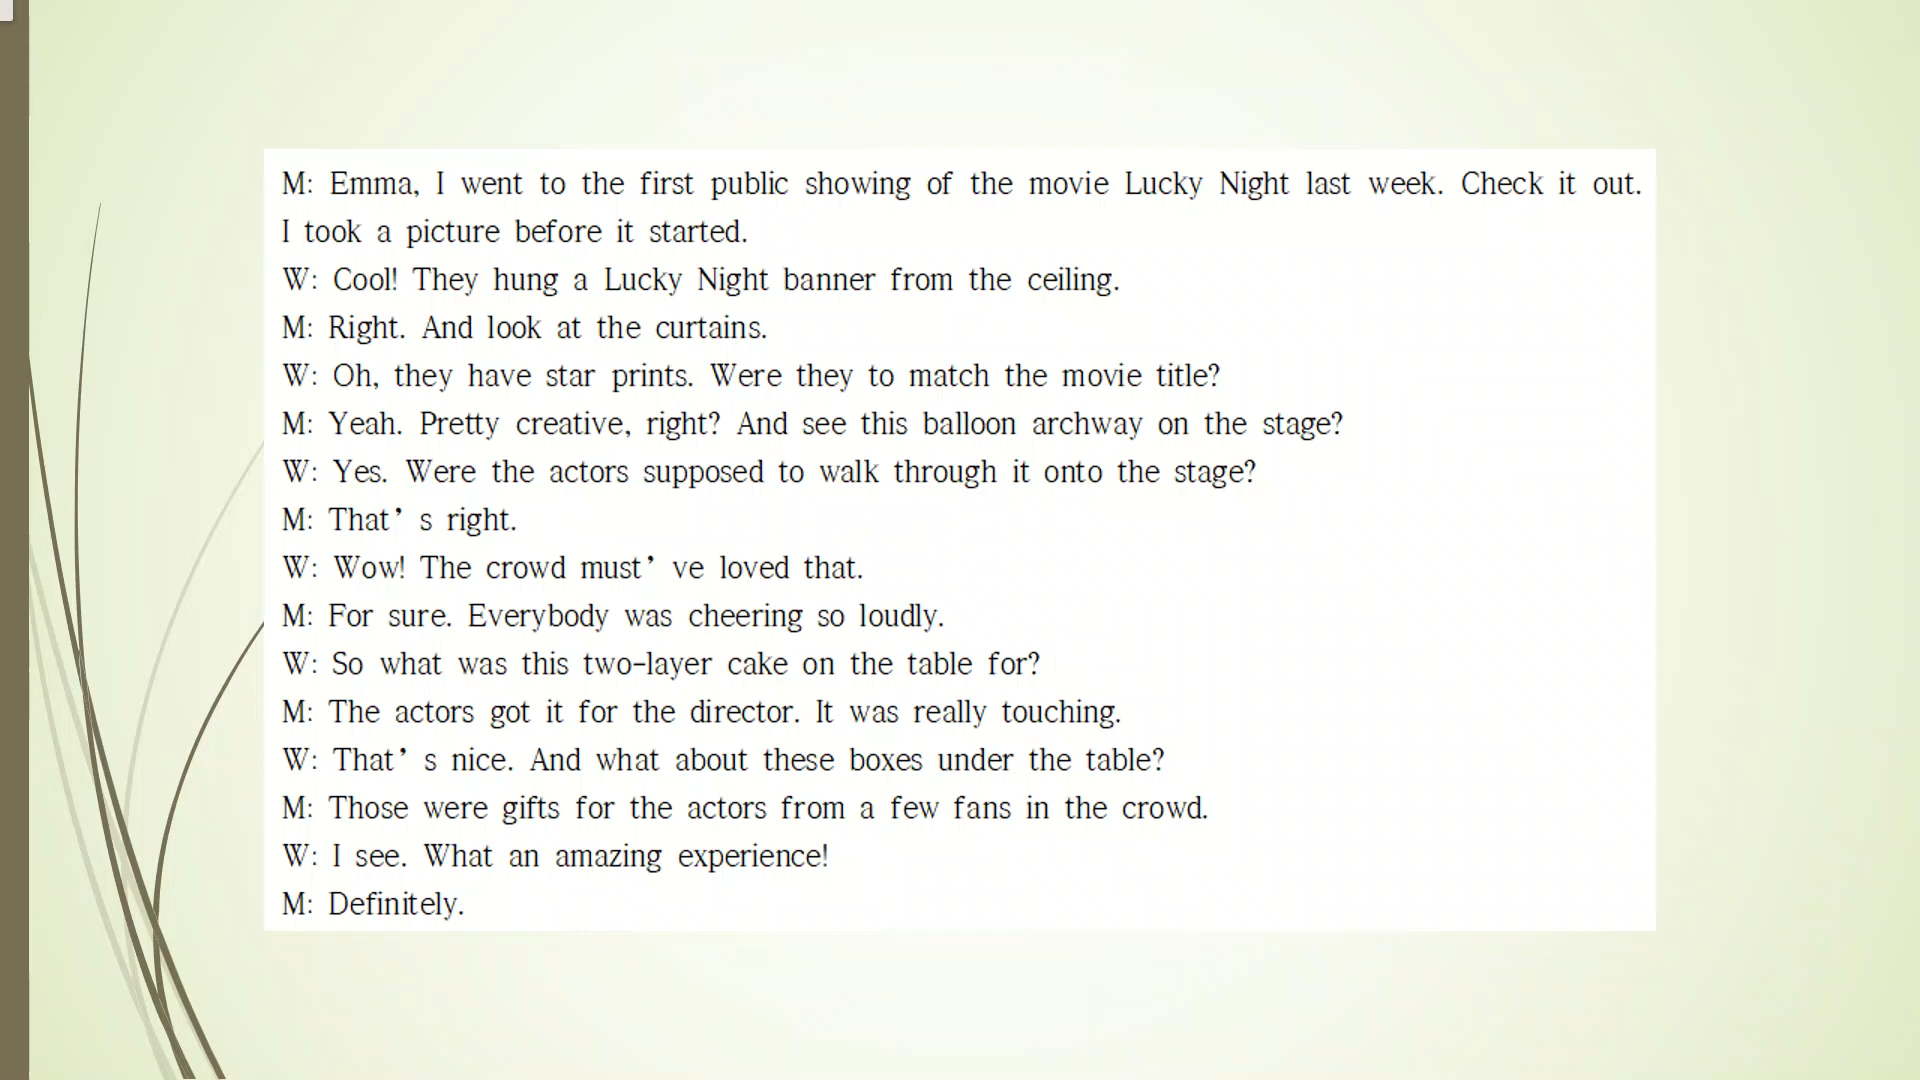 M: Emma, I went to the first public showing of the movie Lucky Night last week. Check it out.
I took a picture before it started.
W: Cool! They hung a Lucky Night banner from the ceiling.
M: Right. And look at the curtains.
W: Oh, they have star prints. Were they to match the movie title?
M: Yeah. Pretty creative, right? And see this balloon archway on the stage?
W: Yes. Were the actors supposed to walk through it onto the stage?
M: That’s right.
W: Wow! The crowd must’ve loved that.
M: For sure. Everybody was cheering so loudly.
W: So what was this two-layer cake on the table for?
M: The actors got it for the director. It was really touching.
W: That’s nice. And what about these boxes under the table?
M: Those were gifts for the actors from a few fans in the crowd.
W: I see. What an amazing experience!
M: Definitely.